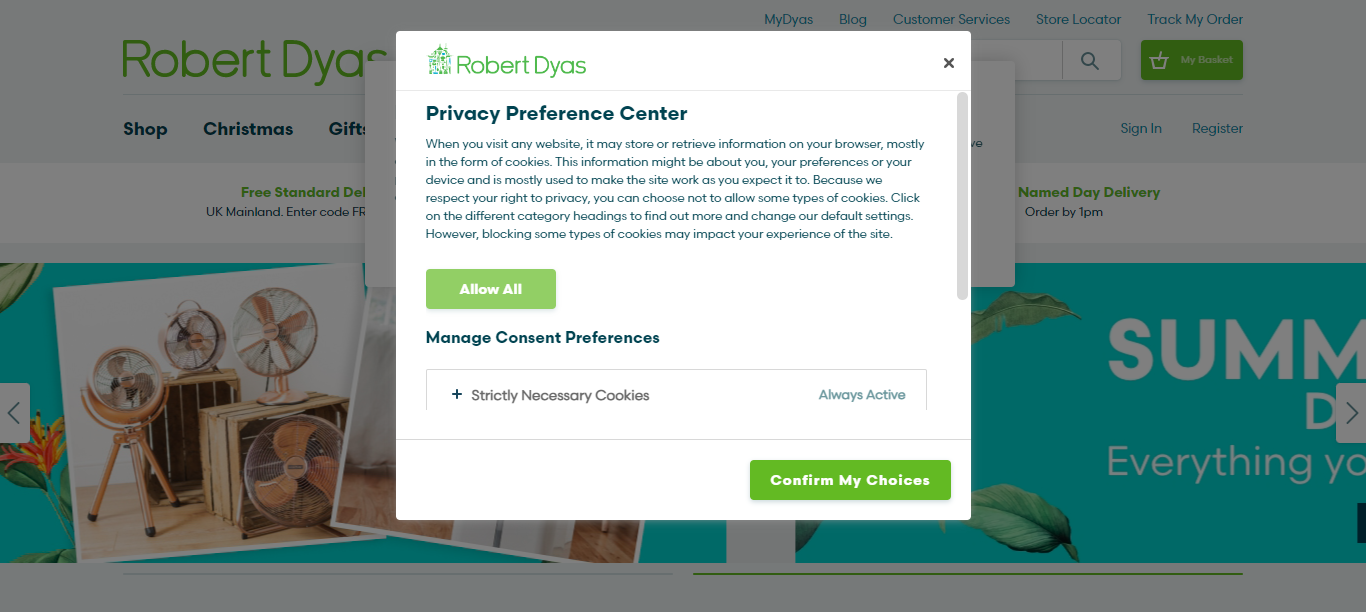 MyDyas Blog Customer Services Store Locator Track My Order
Robert Dyas
My Basket
Robert Dyas
Shop Christmas Gifts
Sign In Register
Privacy Preference Center
When you visit any website, it may store or retrieve information on your browser, mostly
in the form of cookies. This information might be about you, your preferences or your
device and is mostly used to make the site work as you expect it to. Because we
respect your right to privacy, you can choose not to allow some types of cookies. Click
on the different category headings to find out more and change our default settings.
However, blocking some types of cookies may impact your experience of the site.
Free Standard Del
UK Mainland. Enter code FR
Named Day Delivery
Order by 1pm
Allow All
Manage Consent Preferences
+ Strictly Necessary Cookies Always Active
SUMM
D
Everything yo
Confirm My Choices